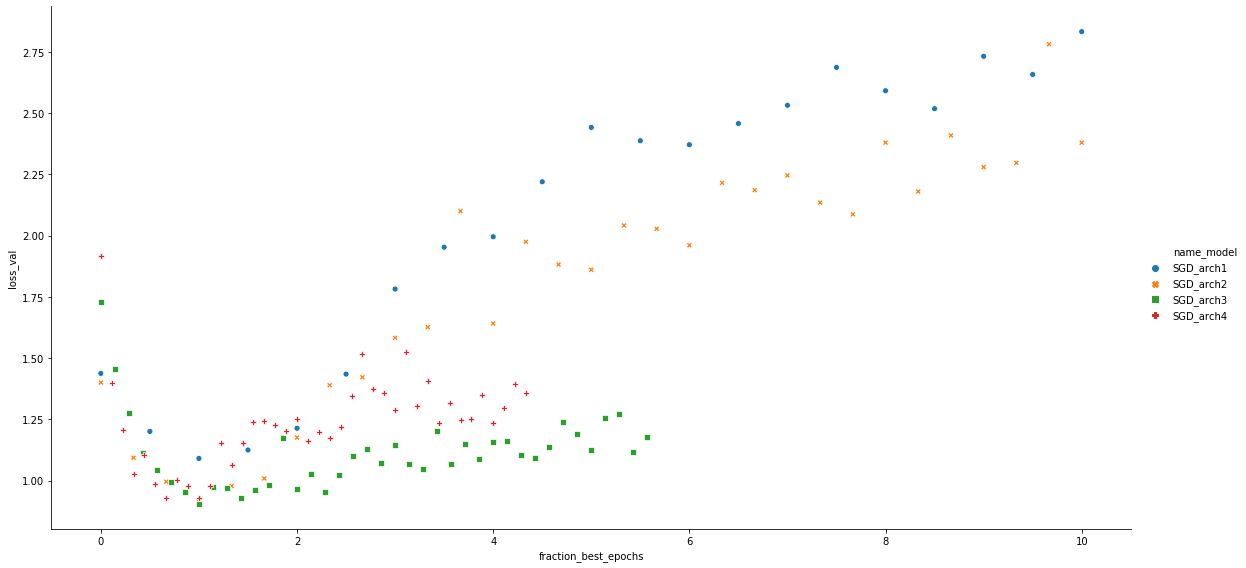 2.75
2.50
2.25
2.00
1.75
1.50
1.25
1.00
loss_val
0 2 4 6 8 10
fraction_best_epochs
name_model
SGD_arch1
SGD_arch2
SGD_arch3
SGD_arch4